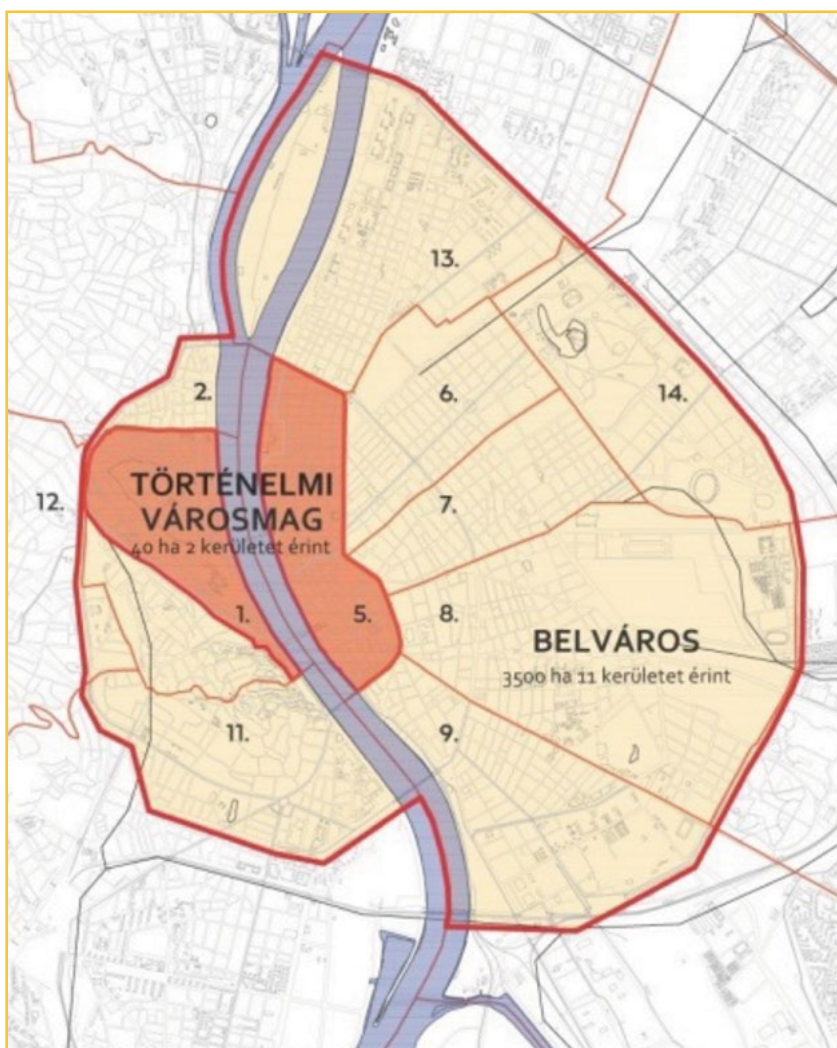 13.
2.
6.
14.
TÖRTÉNELMI
VÁROSMAG
40 ha 2 kerületet érint
12.
7.
1.
5.
8.
BELVÁROS
3500 ha 11 kerületet érint
11.
9.